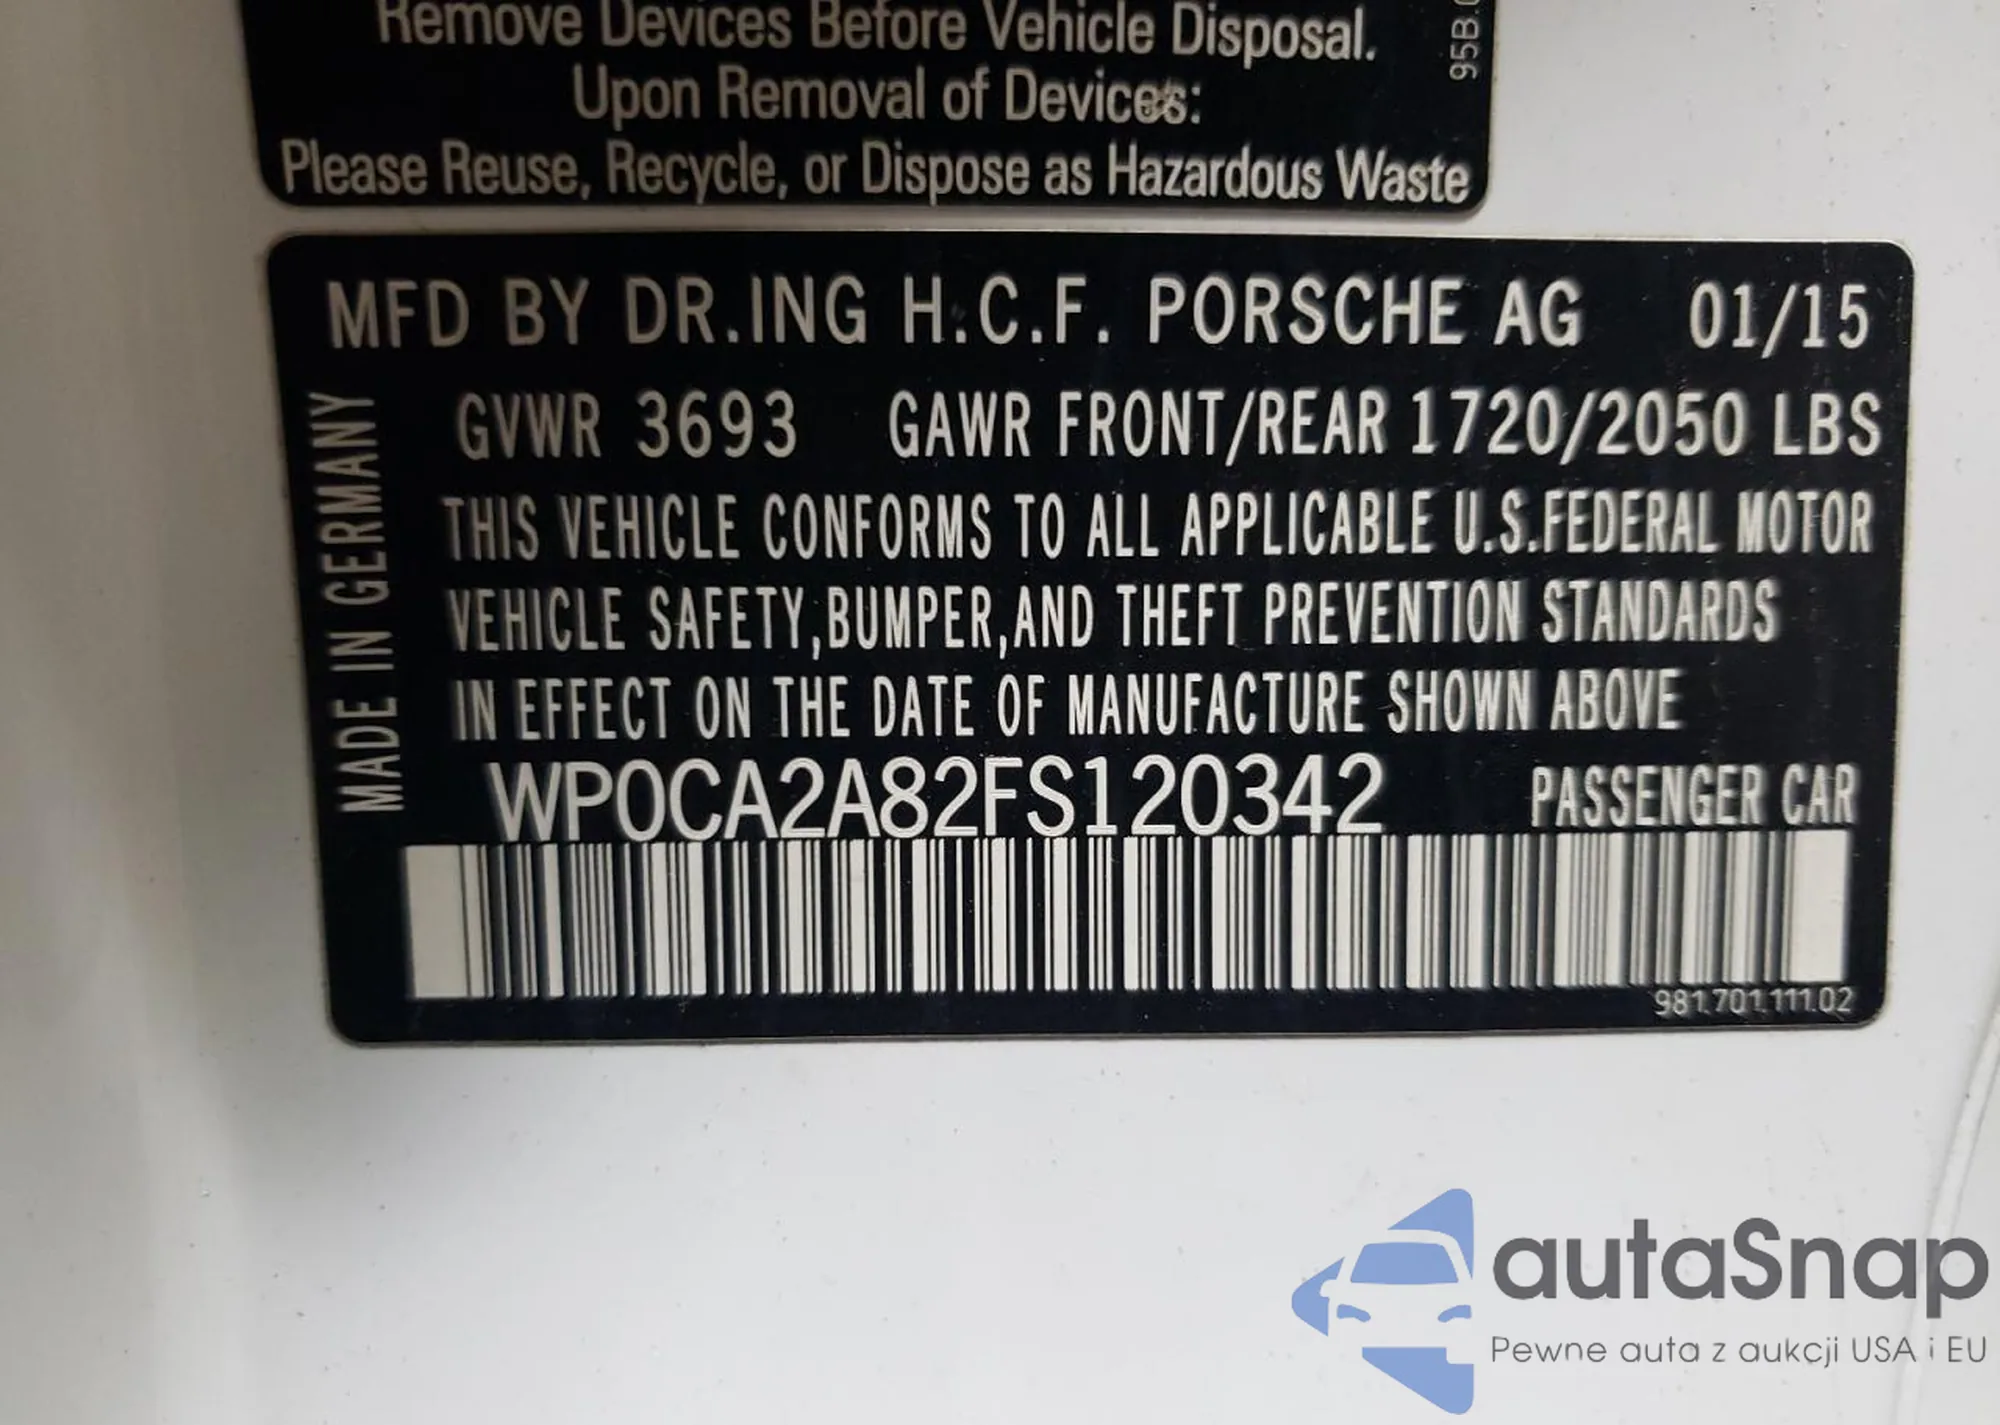 Remove Devices Before Vehicle Disposal.
Upon Removal of Devices:
Please Reuse, Recycle, or Dispose as Hazardous Waste
95B.
MFD BY DR.ING H.C.F. PORSCHE AG 01/15
GVWR 3693 GAWR FRONT/REAR 1720/2050 LBS
THIS VEHICLE CONFORMS TO ALL APPLICABLE U.S.FEDERAL MOTOR
VEHICLE SAFETY,BUMPER,AND THEFT PREVENTION STANDARDS
IN EFFECT ON THE DATE OF MANUFACTURE SHOWN ABOVE
WP0CA2A82FS120342 PASSENGER CAR
MADE IN GERMANY
981.701.111.02
autaSnap
Pewne auta z aukcji USA i EU